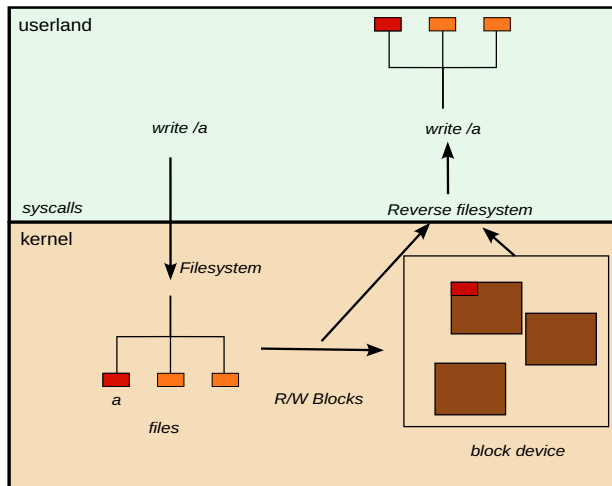 userland
write /a
write /a
syscalls
Reverse filesystem
kernel
Filesystem
a
R/W Blocks
files
block device